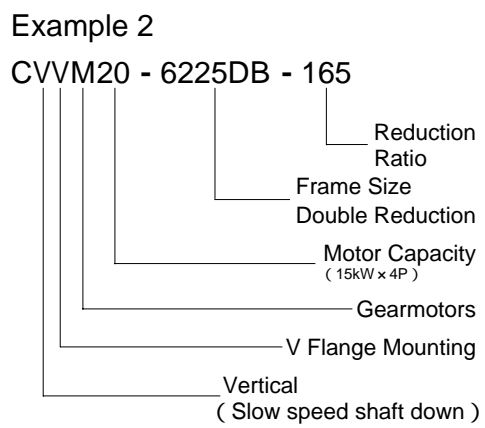 Example 2
CVVM20 - 6225DB - 165
Reduction
Ratio
Frame Size
Double Reduction
Motor Capacity
( 15kW × 4P )
Gearmotors
V Flange Mounting
Vertical
( Slow speed shaft down )